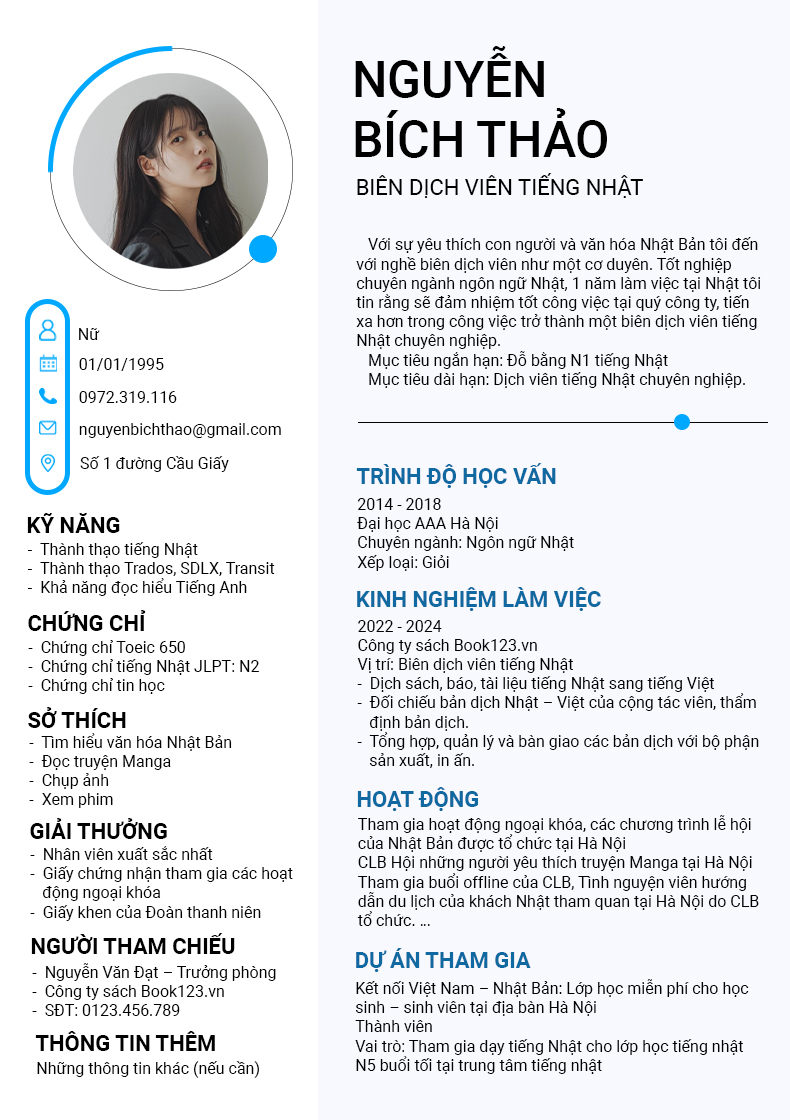 NGUYỄN
BÍCH THẢO
BIÊN DỊCH VIÊN TIẾNG NHẬT
Với sự yêu thích con người và văn hóa Nhật Bản tôi đến
với nghề biên dịch viên như một cơ duyên. Tốt nghiệp
chuyên ngành ngôn ngữ Nhật, 1 năm làm việc tại Nhật tôi
tin rằng sẽ đảm nhiệm tốt công việc tại quý công ty, tiến
xa hơn trong công việc trở thành một biên dịch viên tiếng
Nhật chuyên nghiệp.
Mục tiêu ngắn hạn: Đỗ bằng N1 tiếng Nhật
Mục tiêu dài hạn: Dịch viên tiếng Nhật chuyên nghiệp.
Nữ
01/01/1995
0972.319.116
nguyenbichthao@gmail.com
Số 1 đường Cầu Giấy
KỸ NĂNG
- Thành thạo tiếng Nhật
- Thành thạo Trados, SDLX, Transit
- Khả năng đọc hiểu Tiếng Anh
CHỨNG CHỈ
- Chứng chỉ Toeic 650
- Chứng chỉ tiếng Nhật JLPT: N2
- Chứng chỉ tin học
SỞ THÍCH
- Tìm hiểu văn hóa Nhật Bản
- Đọc truyện Manga
- Chụp ảnh
- Xem phim
GIẢI THƯỞNG
- Nhân viên xuất sắc nhất
- Giấy chứng nhận tham gia các hoạt
động ngoại khóa
- Giấy khen của Đoàn thanh niên
NGƯỜI THAM CHIẾU
- Nguyễn Văn Đạt – Trưởng phòng
- Công ty sách Book123.vn
- SĐT: 0123.456.789
THÔNG TIN THÊM
Những thông tin khác (nếu cần)
TRÌNH ĐỘ HỌC VẤN
2014 - 2018
Đại học AAA Hà Nội
Chuyên ngành: Ngôn ngữ Nhật
Xếp loại: Giỏi
KINH NGHIỆM LÀM VIỆC
2022 - 2024
Công ty sách Book123.vn
Vị trí: Biên dịch viên tiếng Nhật
- Dịch sách, báo, tài liệu tiếng Nhật sang tiếng Việt
- Đối chiếu bản dịch Nhật – Việt của cộng tác viên, thẩm
định bản dịch.
- Tổng hợp, quản lý và bàn giao các bản dịch với bộ phận
sản xuất, in ấn.
HOẠT ĐỘNG
Tham gia hoạt động ngoại khóa, các chương trình lễ hội
của Nhật Bản được tổ chức tại Hà Nội
CLB Hội những người yêu thích truyện Manga tại Hà Nội
Tham gia buổi offline của CLB, Tình nguyện viên hướng
dẫn du lịch của khách Nhật tham quan tại Hà Nội do CLB
tổ chức. ...
DỰ ÁN THAM GIA
Kết nối Việt Nam – Nhật Bản: Lớp học miễn phí cho học
sinh – sinh viên tại địa bàn Hà Nội
Thành viên
Vai trò: Tham gia dạy tiếng Nhật cho lớp học tiếng nhật
N5 buổi tối tại trung tâm tiếng nhật